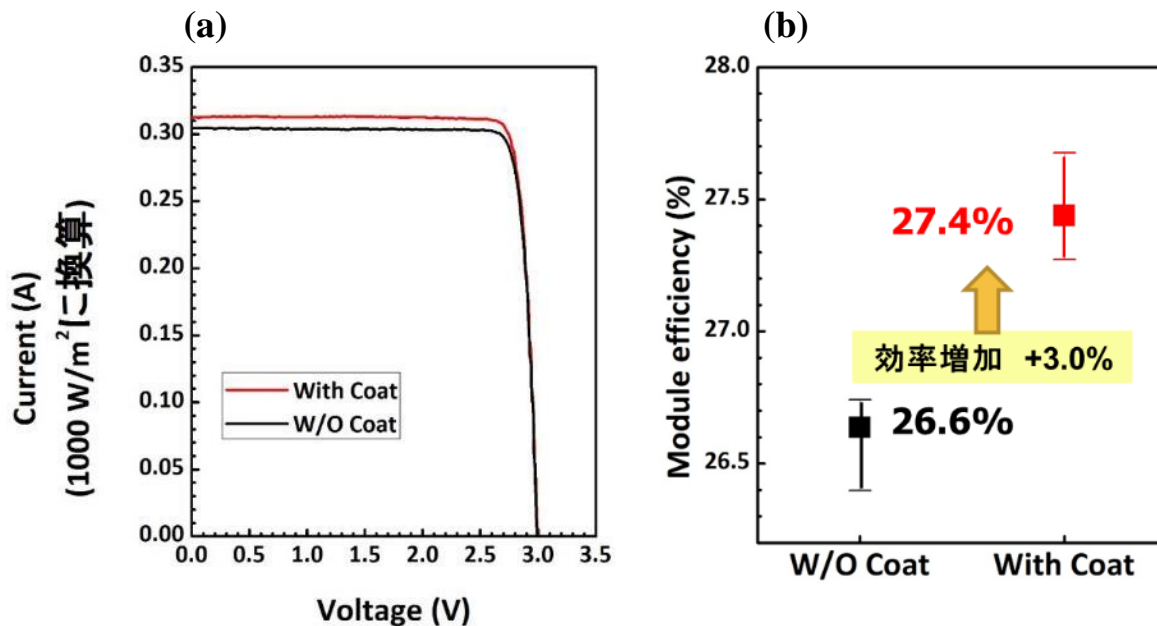 (a)
0.35
0.30
0.25
0.20
0.15
0.10
0.05
0.00
Current (A)
(1000 W/m²に換算)
With Coat
W/O Coat
0.0 0.5 1.0 1.5 2.0 2.5 3.0 3.5
Voltage (V)
(b)
28.0
27.5
27.0
26.5
Module efficiency (%)
27.4%
効率増加 +3.0%
26.6%
W/O Coat With Coat